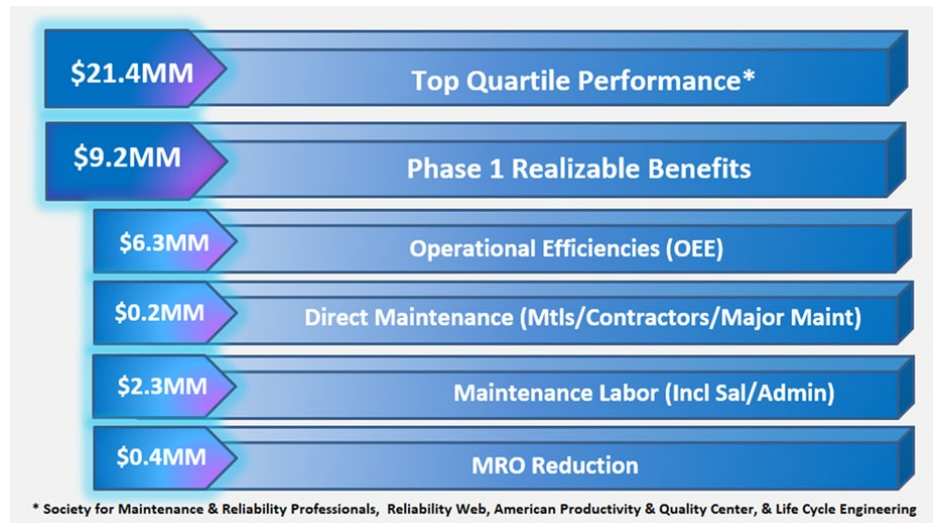 $21.4MM Top Quartile Performance*
$9.2MM Phase 1 Realizable Benefits
$6.3MM Operational Efficiencies (OEE)
$0.2MM Direct Maintenance (Mtls/Contractors/Major Maint)
$2.3MM Maintenance Labor (Incl Sal/Admin)
$0.4MM MRO Reduction
* Society for Maintenance & Reliability Professionals, Reliability Web, American Productivity & Quality Center, & Life Cycle Engineering